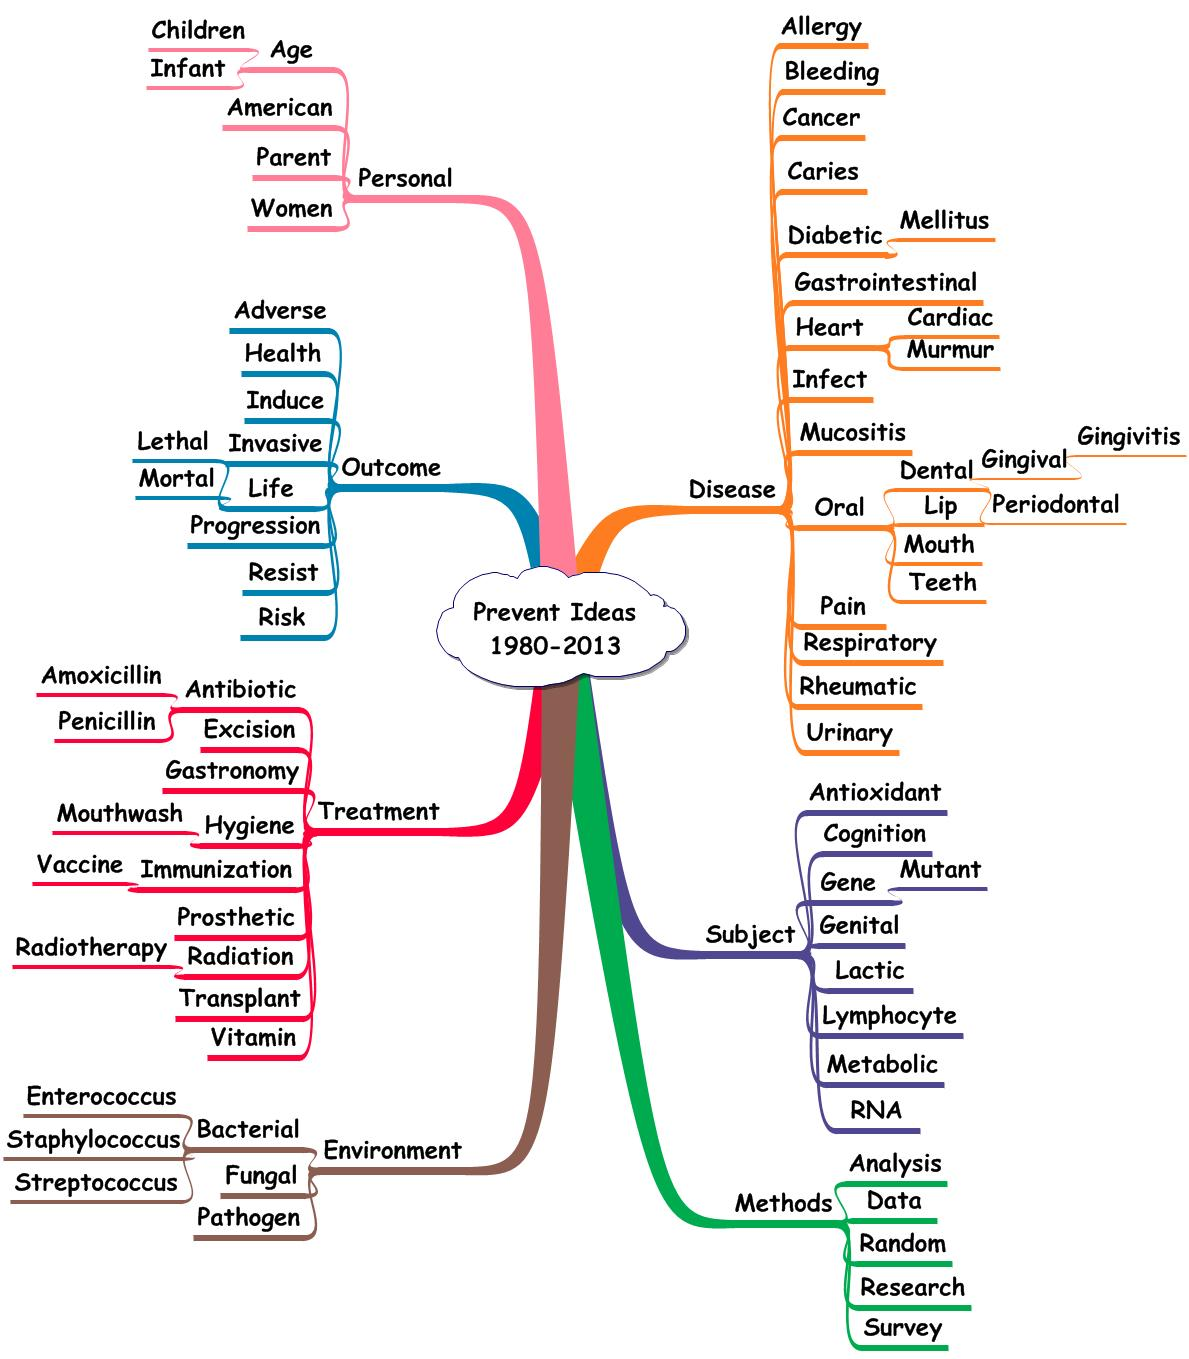 Prevent Ideas
1980-2013
Personal
Age
Children
Infant
American
Parent
Women
Outcome
Adverse
Health
Induce
Invasive
Life
Lethal
Mortal
Progression
Resist
Risk
Treatment
Antibiotic
Amoxicillin
Penicillin
Excision
Gastronomy
Hygiene
Mouthwash
Immunization
Vaccine
Prosthetic
Radiation
Radiotherapy
Transplant
Vitamin
Environment
Bacterial
Enterococcus
Staphylococcus
Streptococcus
Fungal
Pathogen
Disease
Allergy
Bleeding
Cancer
Caries
Diabetic
Mellitus
Gastrointestinal
Heart
Cardiac
Murmur
Infect
Mucositis
Oral
Dental
Gingival
Gingivitis
Periodontal
Lip
Mouth
Teeth
Pain
Respiratory
Rheumatic
Urinary
Subject
Antioxidant
Cognition
Gene
Mutant
Genital
Lactic
Lymphocyte
Metabolic
RNA
Methods
Analysis
Data
Random
Research
Survey